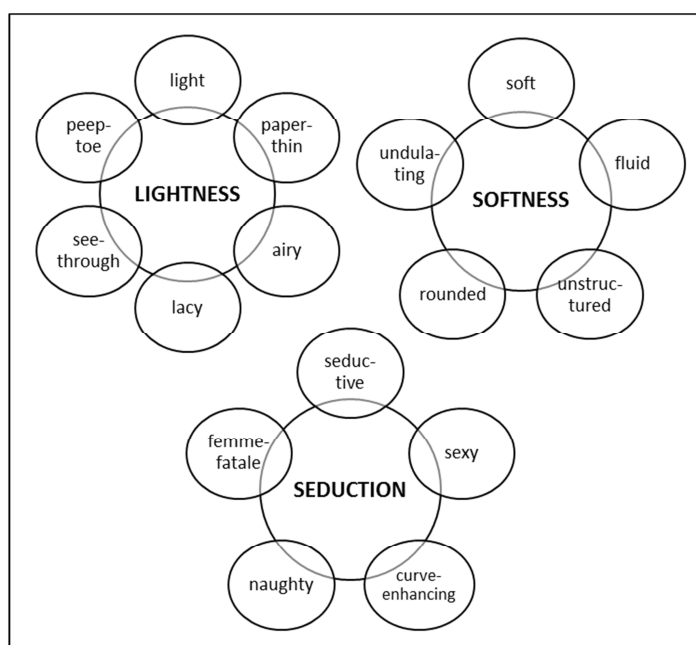 light
peep-
toe
paper-
thin
LIGHTNESS
see-
through
airy
lacy
soft
undula-
ting
fluid
SOFTNESS
rounded
unstruc-
tured
seduc-
tive
femme-
fatale
sexy
SEDUCTION
naughty
curve-
enhancing